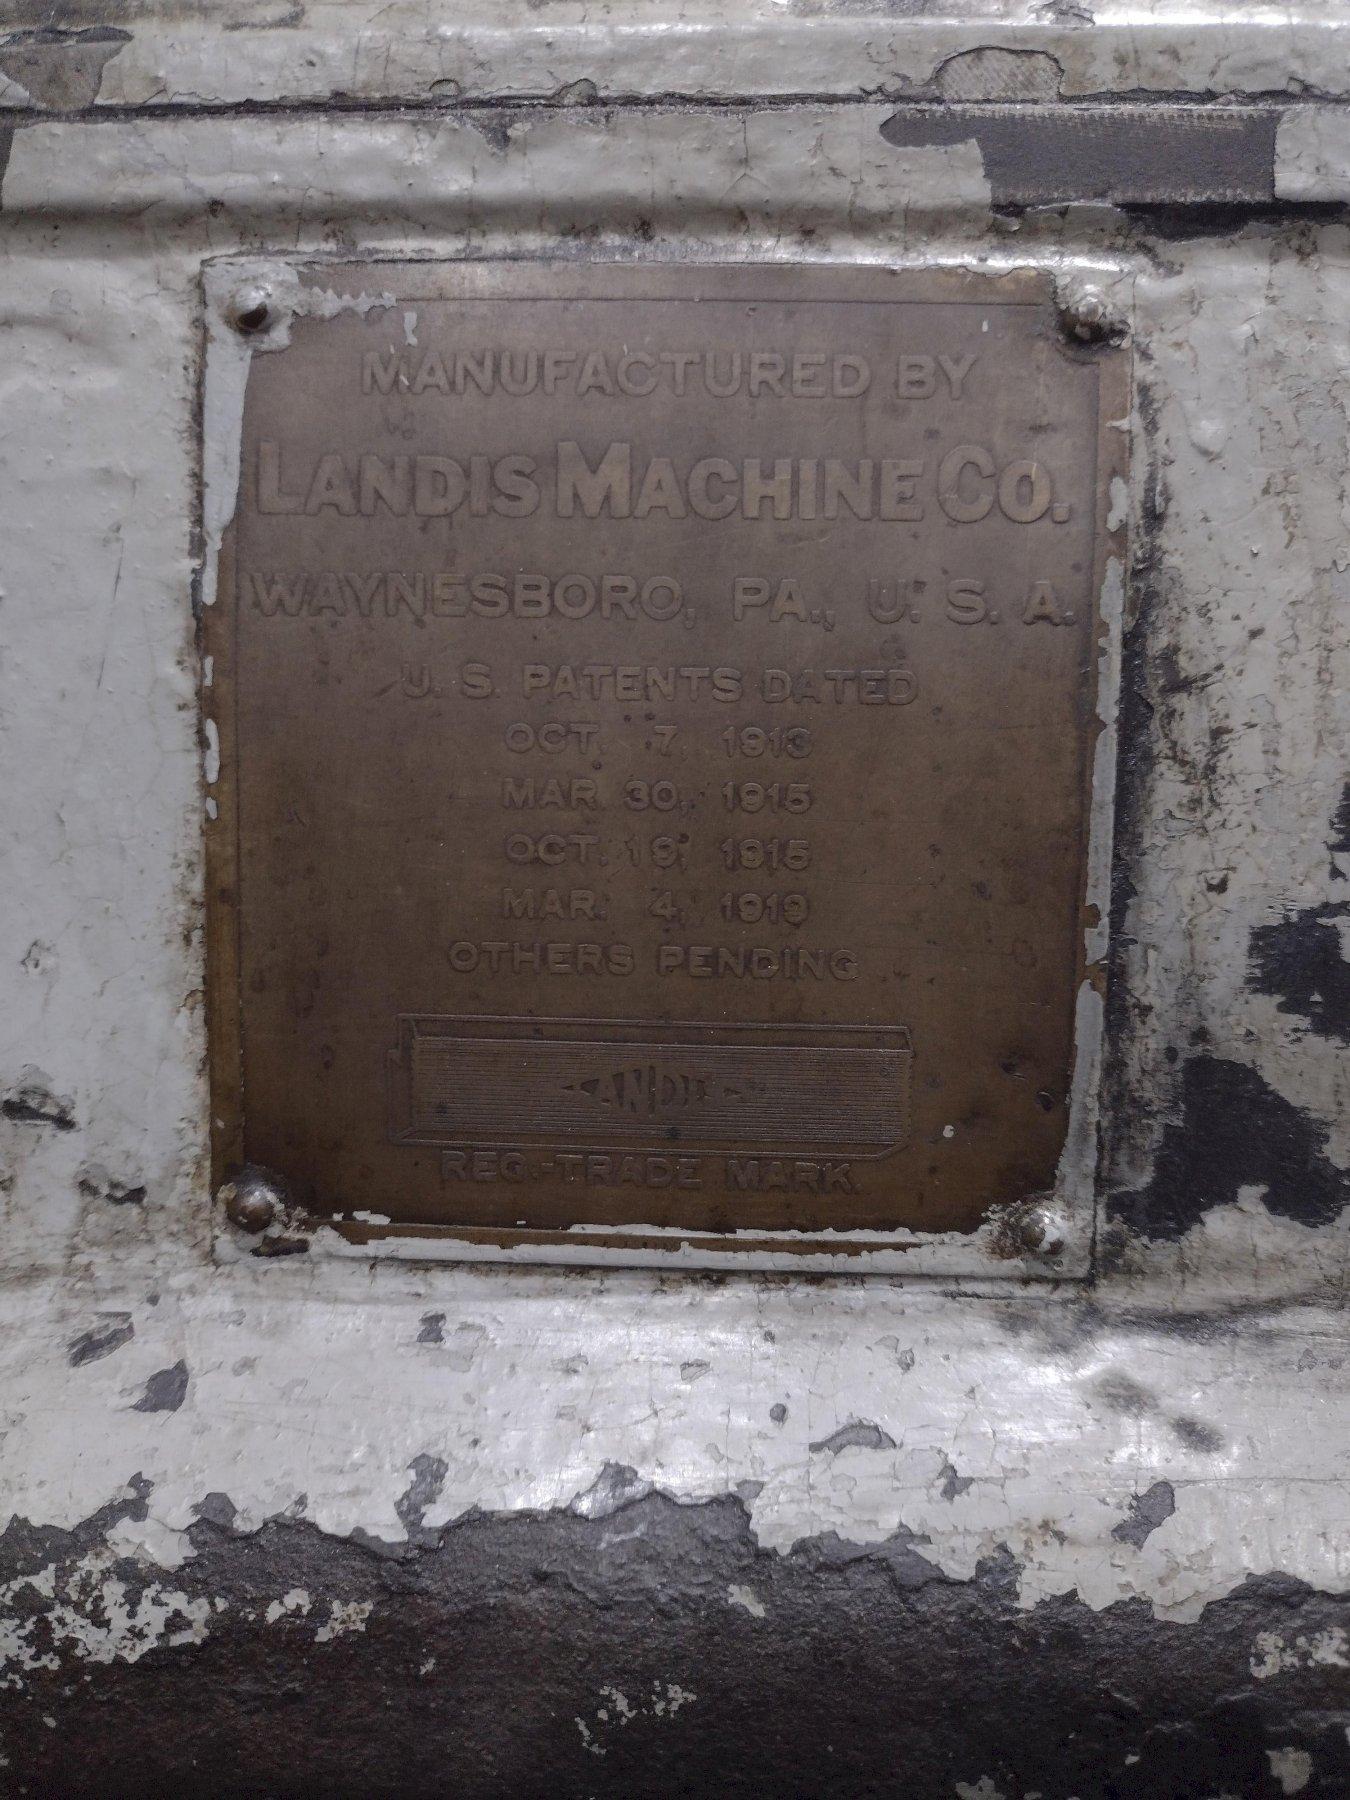 MANUFACTURED BY
LANDIS MACHINE CO.
WAYNESBORO, PA., U. S. A.
U. S. PATENTS DATED
OCT. 7, 1913
MAR. 30, 1915
OCT. 19, 1915
MAR. 4, 1919
OTHERS PENDING
LANDIS
REG.-TRADE MARK.